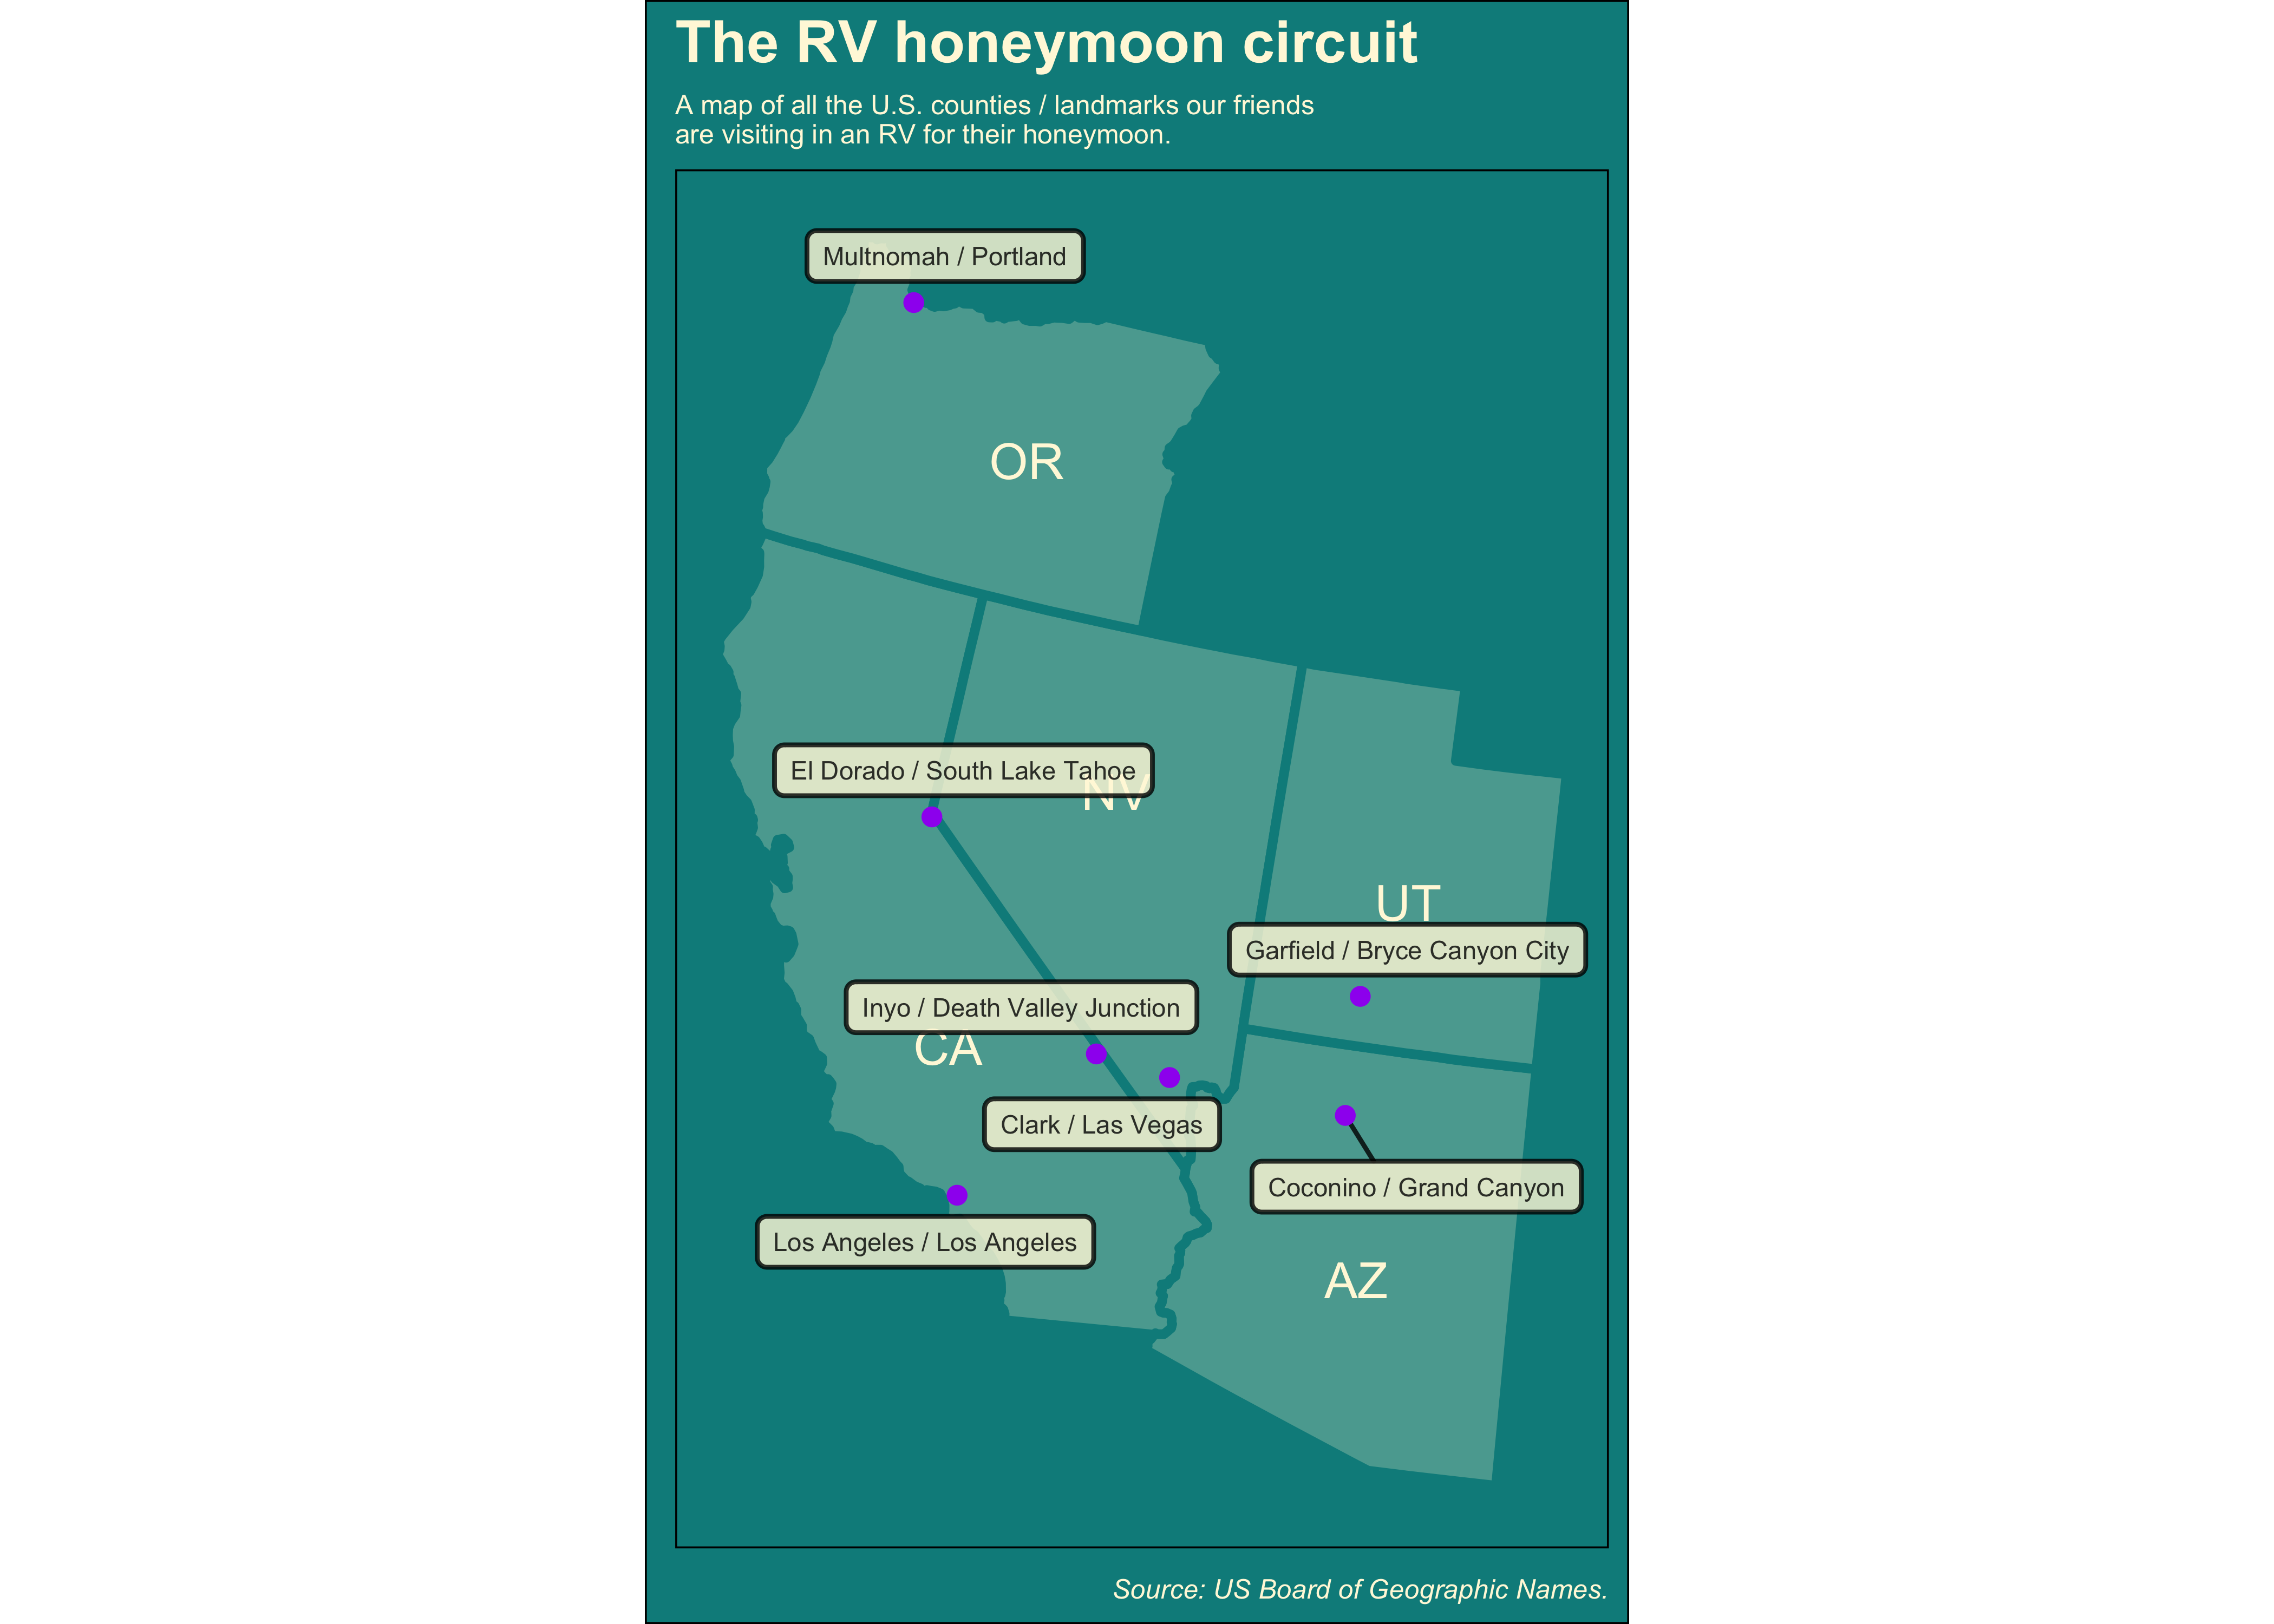 The RV honeymoon circuit
A map of all the U.S. counties / landmarks our friends
are visiting in an RV for their honeymoon.
Multnomah / Portland
OR
El Dorado / South Lake Tahoe
NV
UT
Garfield / Bryce Canyon City
Inyo / Death Valley Junction
CA
Clark / Las Vegas
Coconino / Grand Canyon
Los Angeles / Los Angeles
AZ
Source: US Board of Geographic Names.